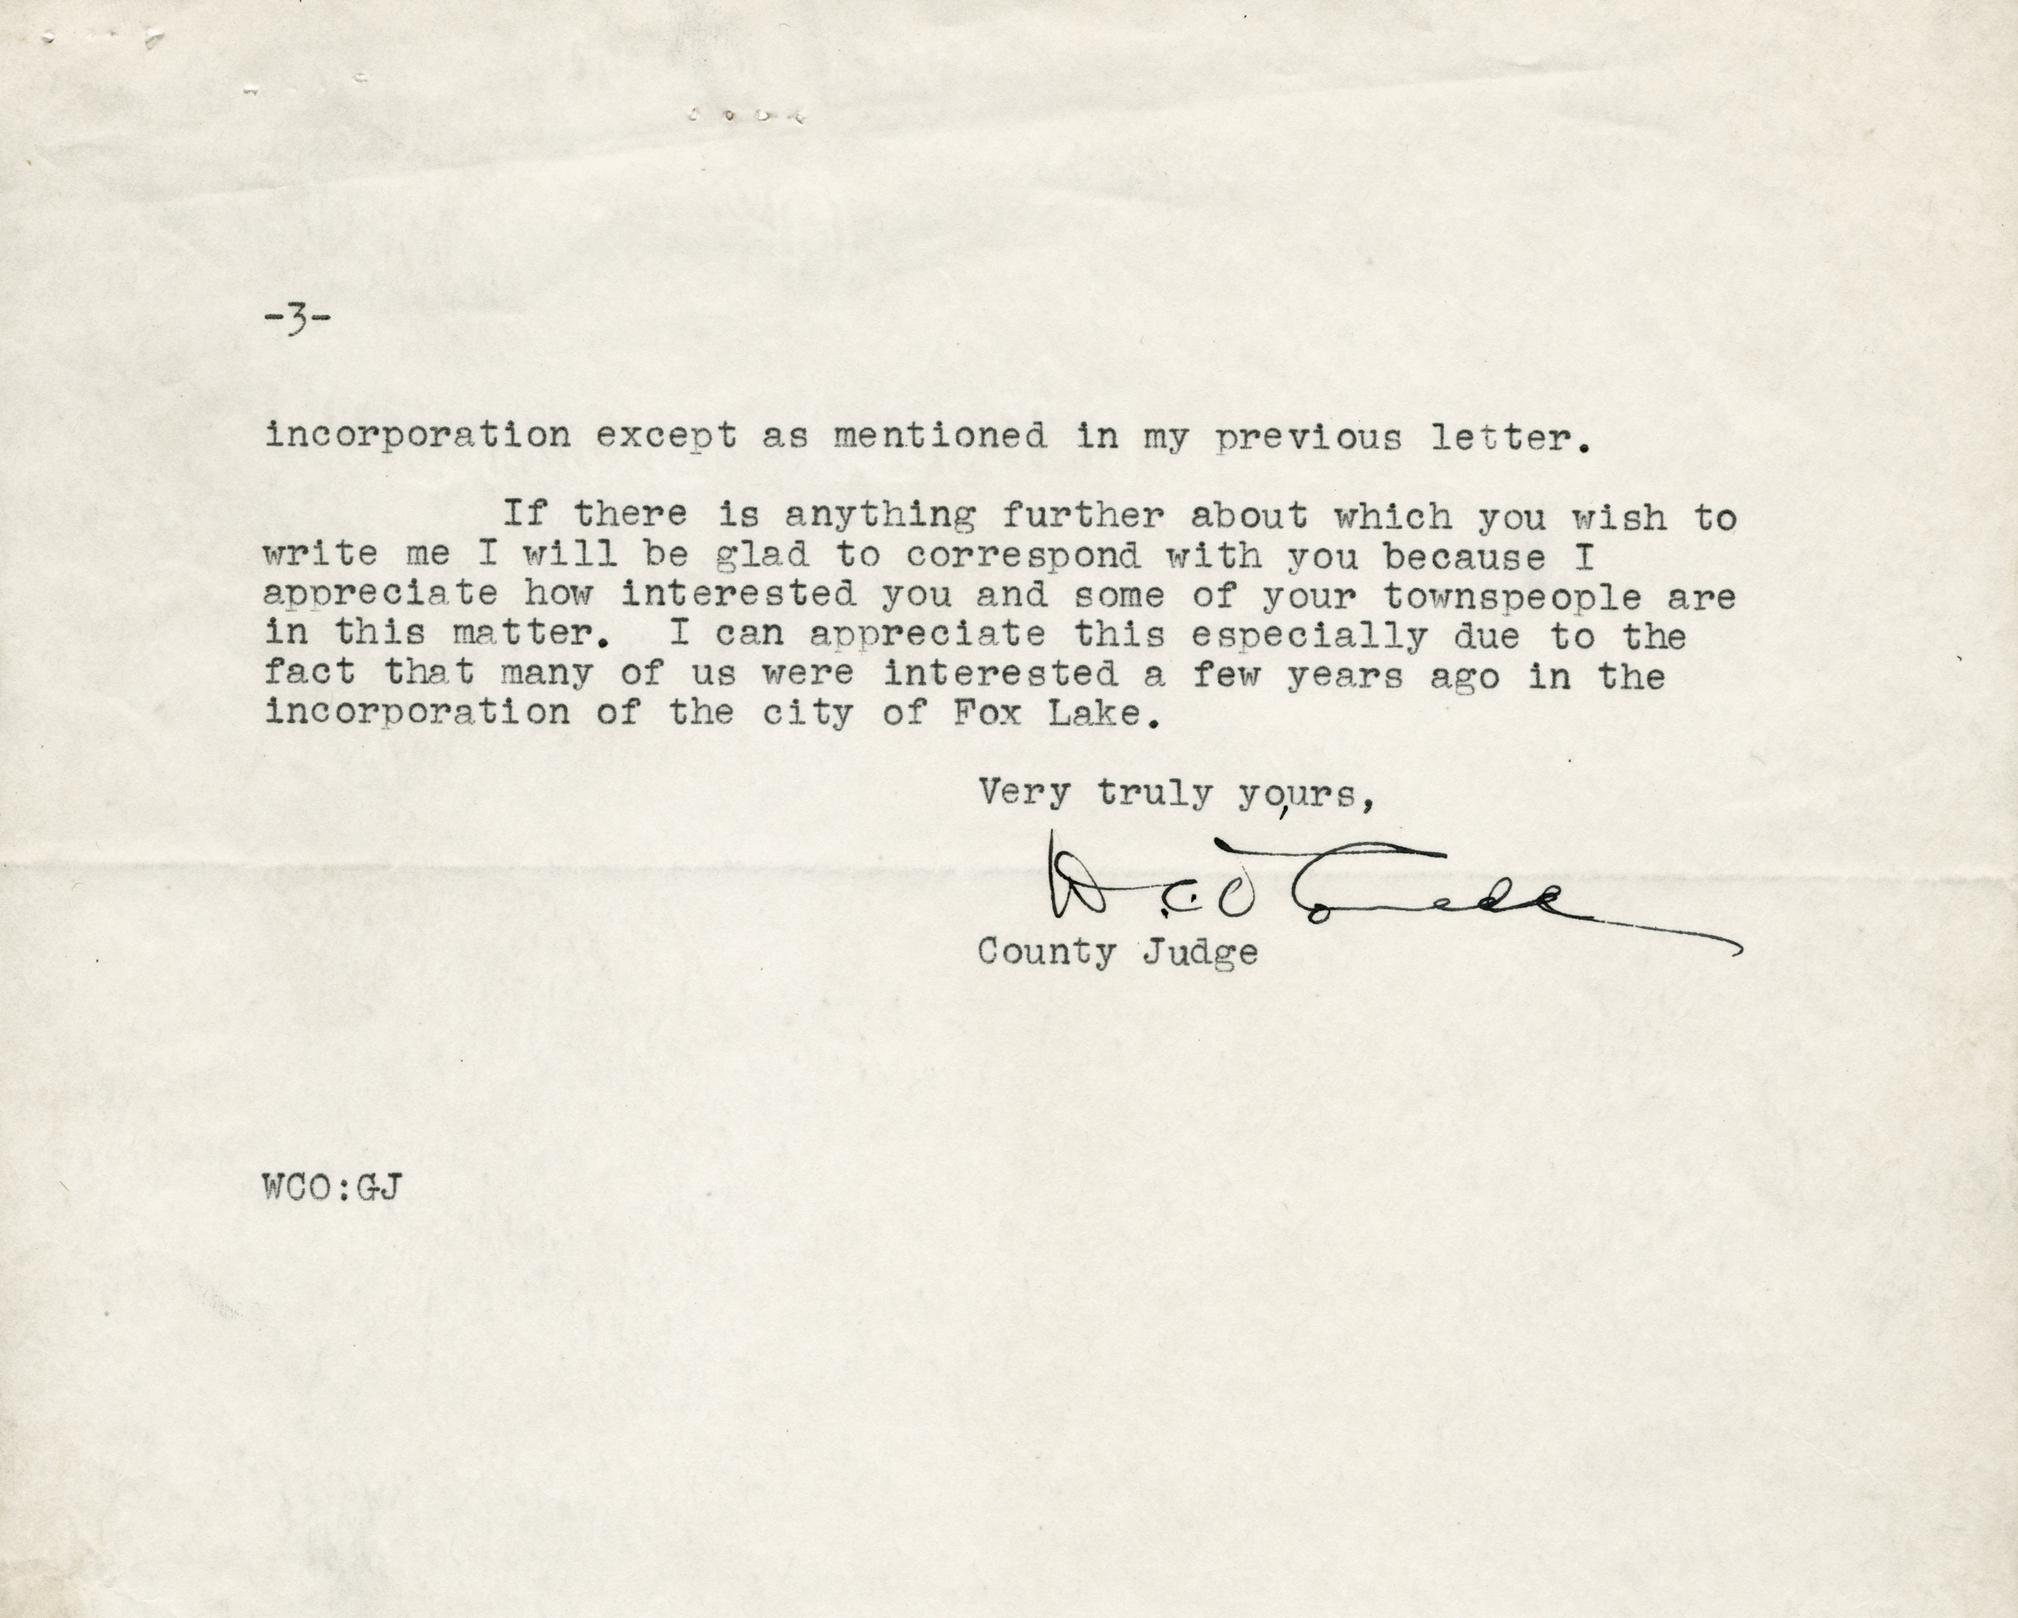 -3-
incorporation except as mentioned in my previous letter.
If there is anything further about which you wish to
write me I will be glad to correspond with you because I
appreciate how interested you and some of your townspeople are
in this matter.  I can appreciate this especially due to the
fact that many of us were interested a few years ago in the
incorporation of the city of Fox Lake.
Very truly yours,
W.C. O'Connell
County Judge
WCO:GJ